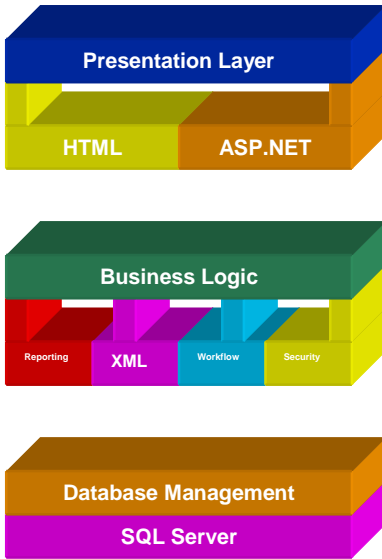 Presentation Layer
HTML ASP.NET
Business Logic
Reporting XML Workflow Security
Database Management
SQL Server